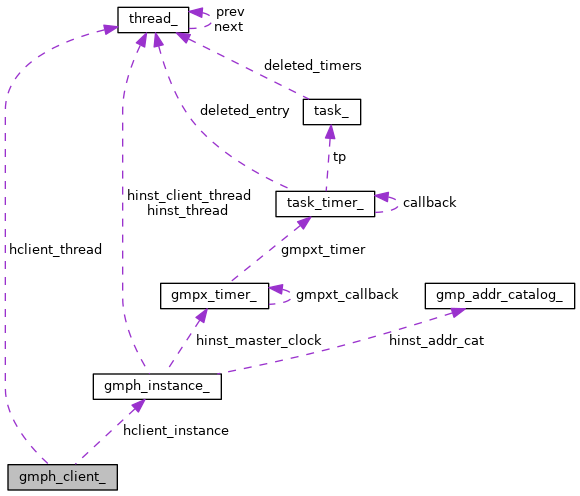 thread_
prev
next
deleted_timers
deleted_entry
task_
tp
hinst_client_thread
hinst_thread
task_timer_
callback
hclient_thread
gmpxt_timer
gmpx_timer_
gmpxt_callback
gmp_addr_catalog_
hinst_master_clock
hinst_addr_cat
gmph_instance_
hclient_instance
gmph_client_